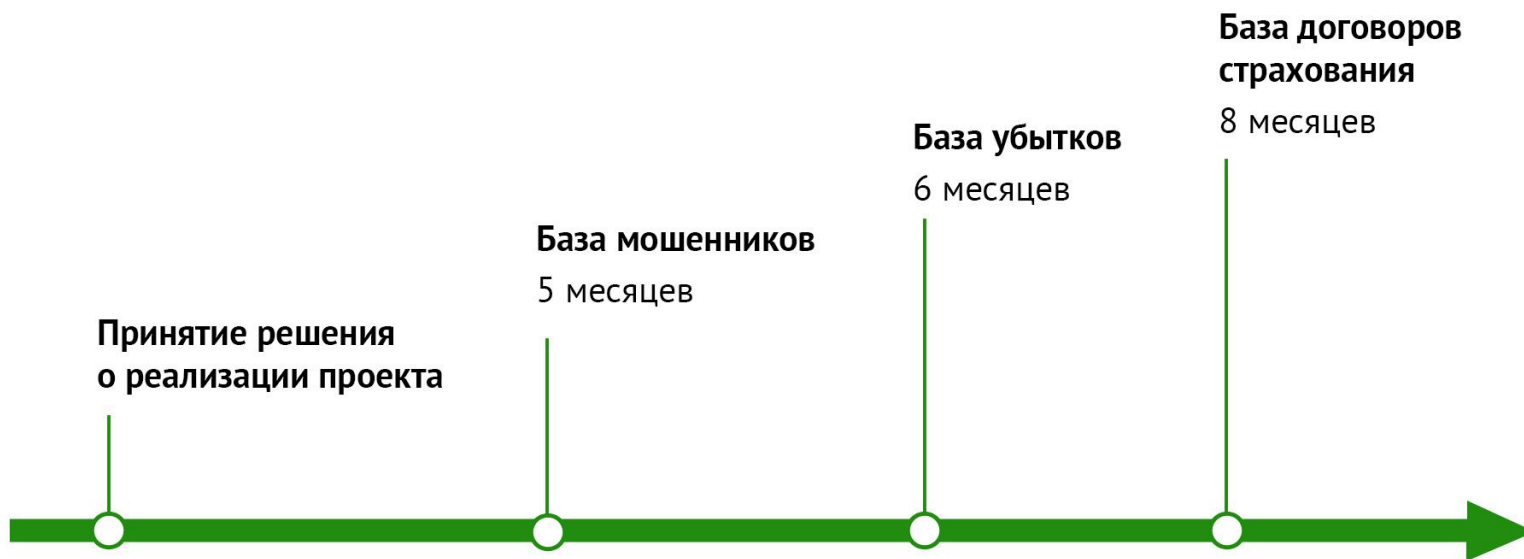 Принятие решения
о реализации проекта
База мошенников
5 месяцев
База убытков
6 месяцев
База договоров
страхования
8 месяцев